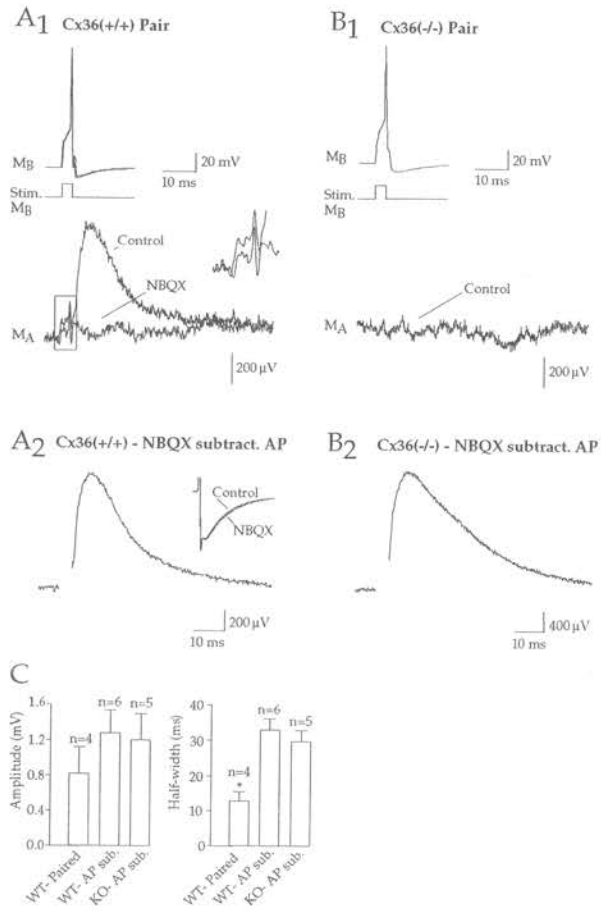 A1 Cx36(+/+) Pair
MB
20 mV
10 ms
Stim.
MB
Control
NBQX
MA
200 µV
B1 Cx36(-/-) Pair
MB
20 mV
10 ms
Stim.
MB
Control
MA
200 µV
A2 Cx36(+/+) - NBQX subtract. AP
Control
NBQX
200 µV
10 ms
B2 Cx36(-/-) - NBQX subtract. AP
400 µV
10 ms
C
Amplitude (mV)
1.6
1.2
0.8
0.4
0.0
n=4
n=6
n=5
WT- Paired
WT- AP sub.
KO- AP sub.
Half-width (ms)
40
30
20
10
0
n=4
*
n=6
n=5
WT- Paired
WT- AP sub.
KO- AP sub.